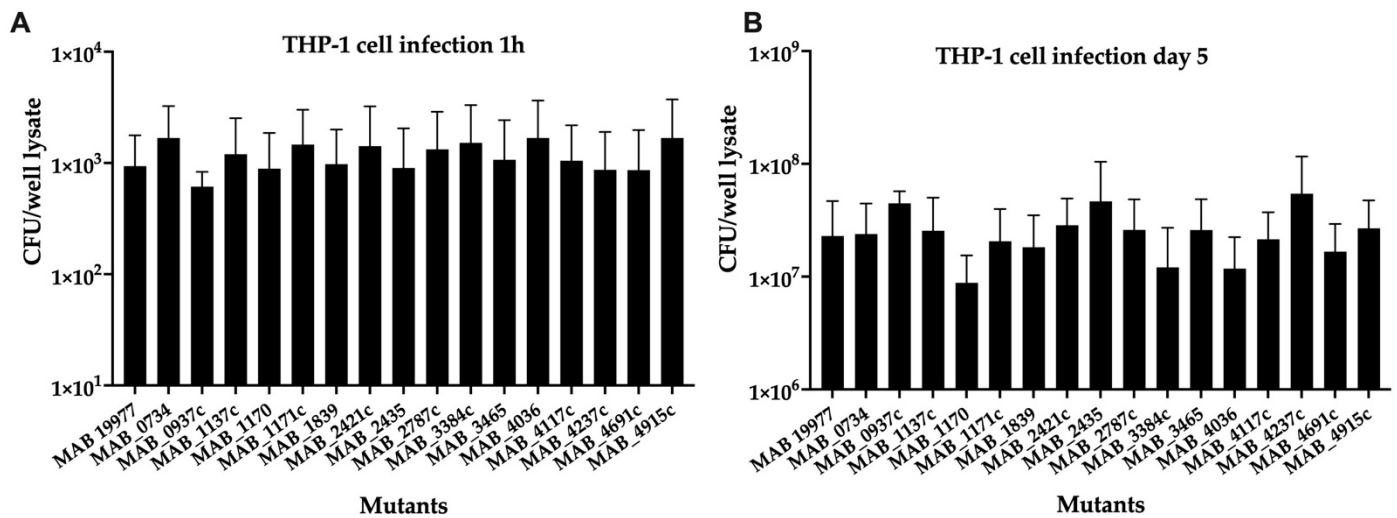 A
THP-1 cell infection 1h
CFU/well lysate
1×10⁴
1×10³
1×10²
1×10¹
MAB 19977
MAB_0734
MAB_0937c
MAB_1137c
MAB_1170
MAB_1171c
MAB_1839
MAB_2421c
MAB_2435
MAB_2787c
MAB_3384c
MAB_3465
MAB_4036
MAB_4117c
MAB_4237c
MAB_4691c
MAB_4915c
Mutants
B
THP-1 cell infection day 5
CFU/well lysate
1×10⁹
1×10⁸
1×10⁷
1×10⁶
MAB 19977
MAB_0734
MAB_0937c
MAB_1137c
MAB_1170
MAB_1171c
MAB_1839
MAB_2421c
MAB_2435
MAB_2787c
MAB_3384c
MAB_3465
MAB_4036
MAB_4117c
MAB_4237c
MAB_4691c
MAB_4915c
Mutants